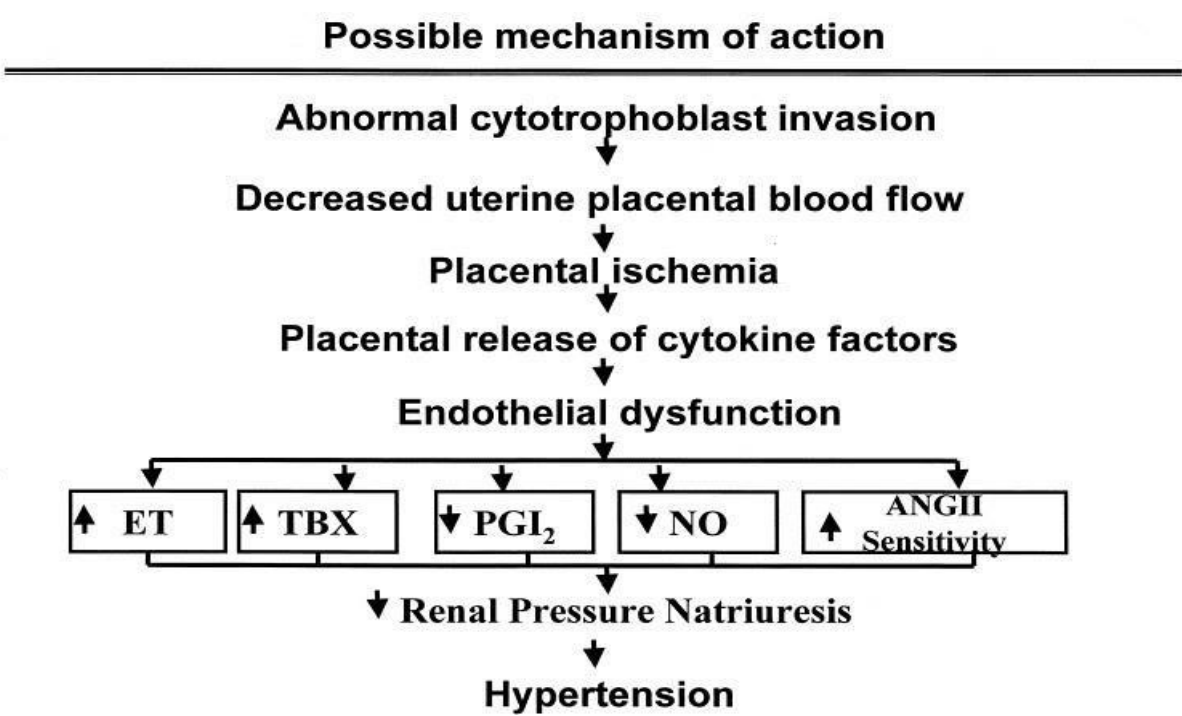 Possible mechanism of action
Abnormal cytotrophoblast invasion
Decreased uterine placental blood flow
Placental ischemia
Placental release of cytokine factors
Endothelial dysfunction
↑ ET ↑ TBX ↓ PGI₂ ↓ NO ↑ ANGII
Sensitivity
↓ Renal Pressure Natriuresis
Hypertension